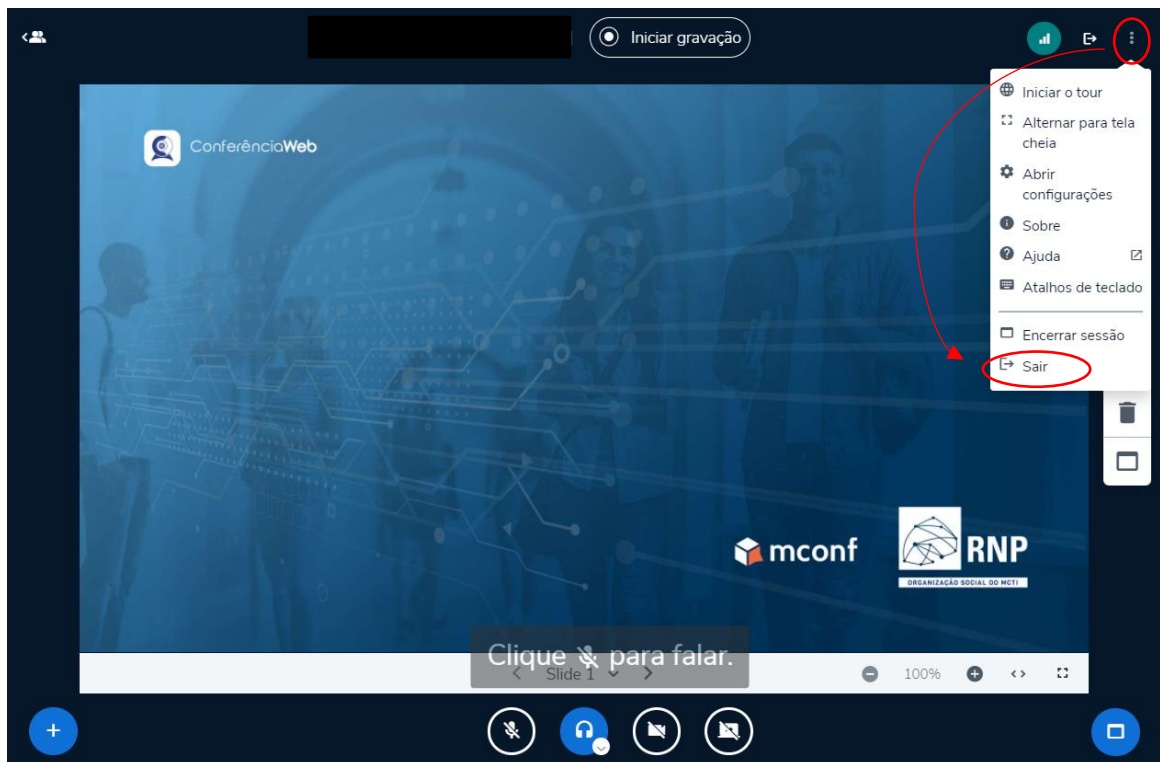 Iniciar gravação
Iniciar o tour
Alternar para tela
cheia
Abrir
configurações
Sobre
Ajuda
Atalhos de teclado
Encerrar sessão
Sair
ConferênciaWeb
mconf
RNP
ORGANIZAÇÃO SOCIAL DO MCTI
Clique para falar.
Slide 1
100%